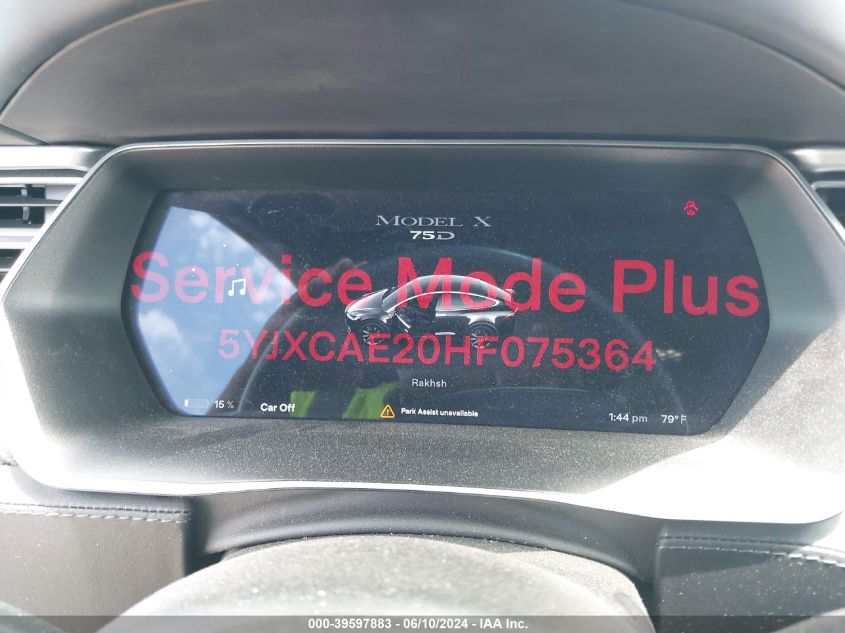 MODEL X
75D
Service Mode Plus
5YJXCAE20HF075364
Rakhsh
15 %
Car Off
Park Assist unavailable
1:44 pm
79° F
000-39597883 - 06/10/2024 - IAA Inc.